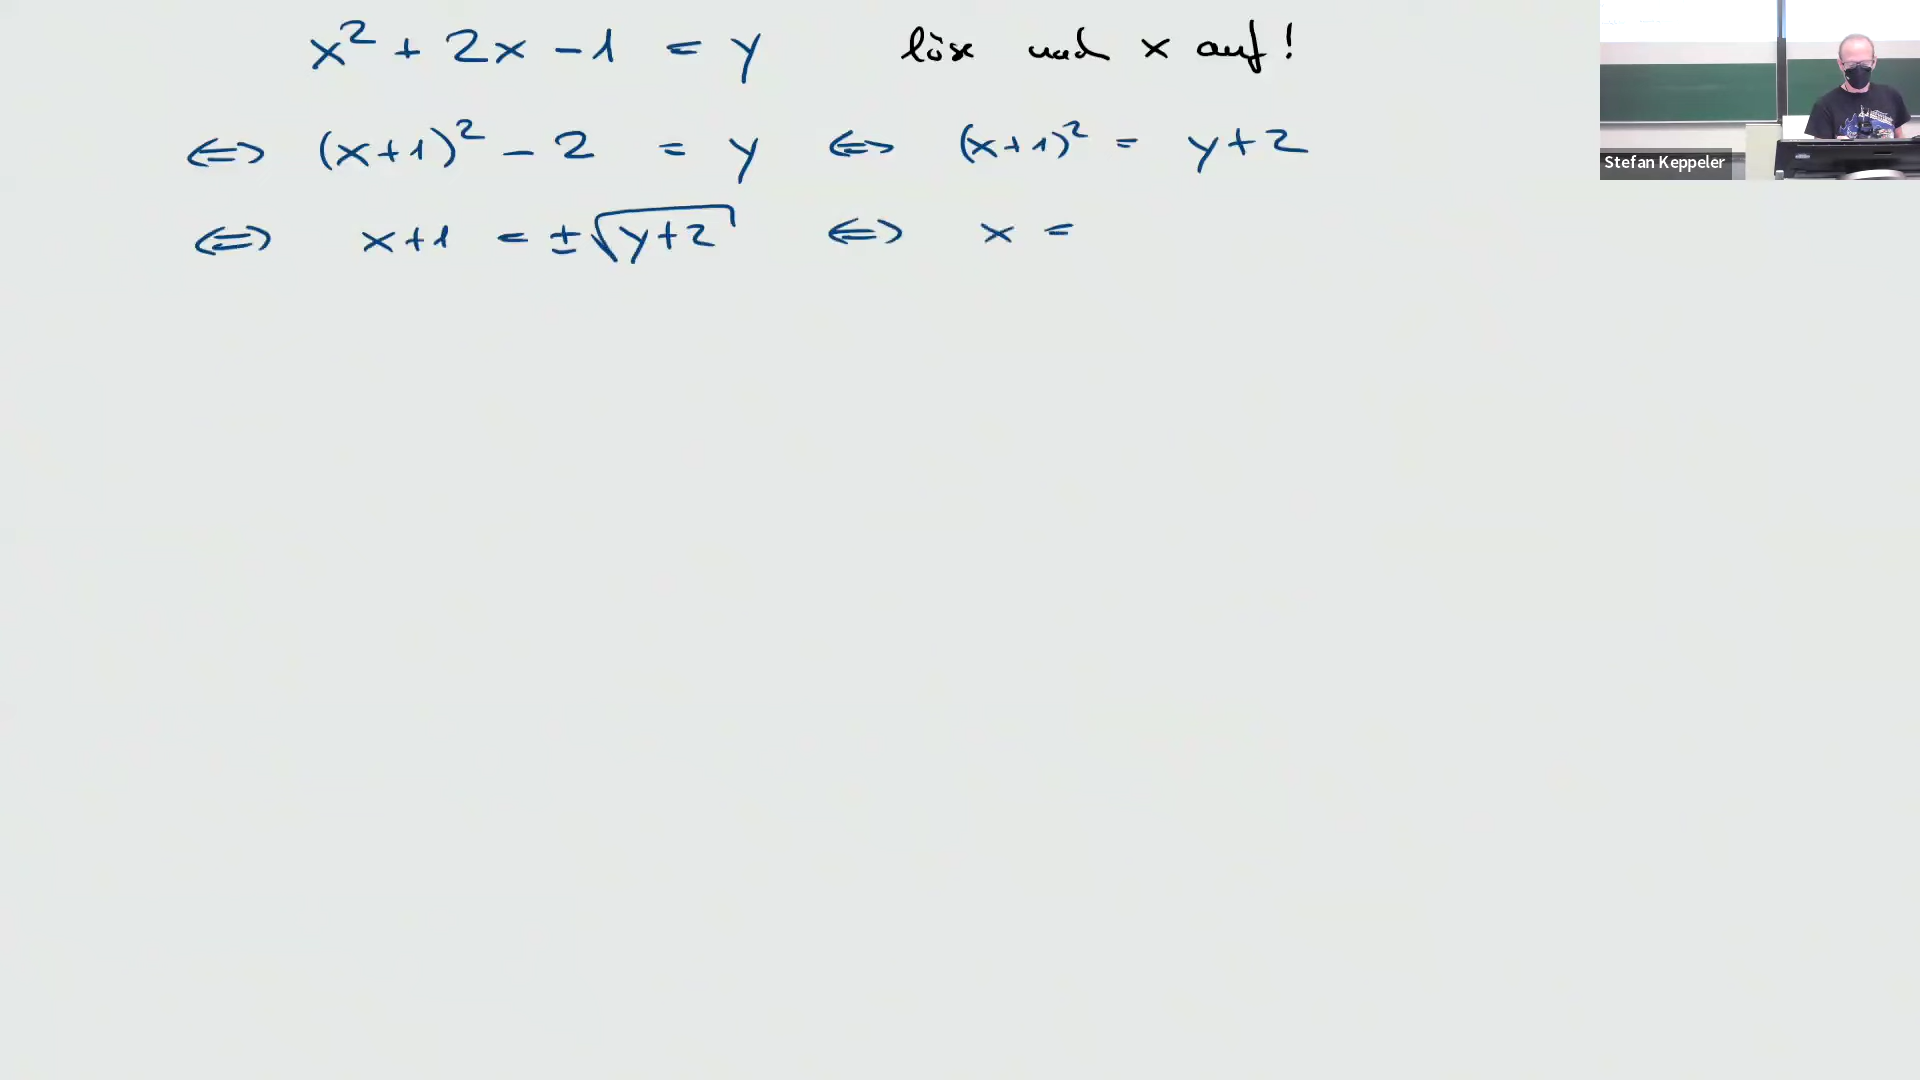 x² + 2x - 1 = y löse nach x auf!
⇔ (x+1)² - 2 = y ⇔ (x+1)² = y+2
⇔ x+1 = ±√(y+2) ⇔ x =
Stefan Keppeler